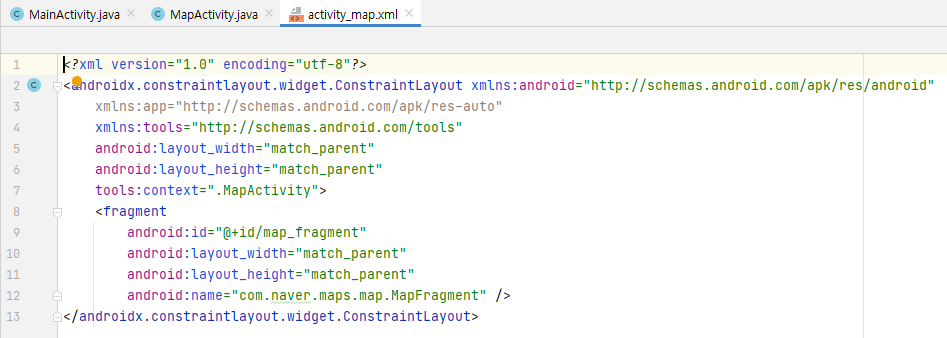 MainActivity.java MapActivity.java activity_map.xml
1 <?xml version="1.0" encoding="utf-8"?>
2 <androidx.constraintlayout.widget.ConstraintLayout xmlns:android="http://schemas.android.com/apk/res/android"
3 xmlns:app="http://schemas.android.com/apk/res-auto"
4 xmlns:tools="http://schemas.android.com/tools"
5 android:layout_width="match_parent"
6 android:layout_height="match_parent"
7 tools:context=".MapActivity">
8 <fragment
9 android:id="@+id/map_fragment"
10 android:layout_width="match_parent"
11 android:layout_height="match_parent"
12 android:name="com.naver.maps.map.MapFragment" />
13 </androidx.constraintlayout.widget.ConstraintLayout>